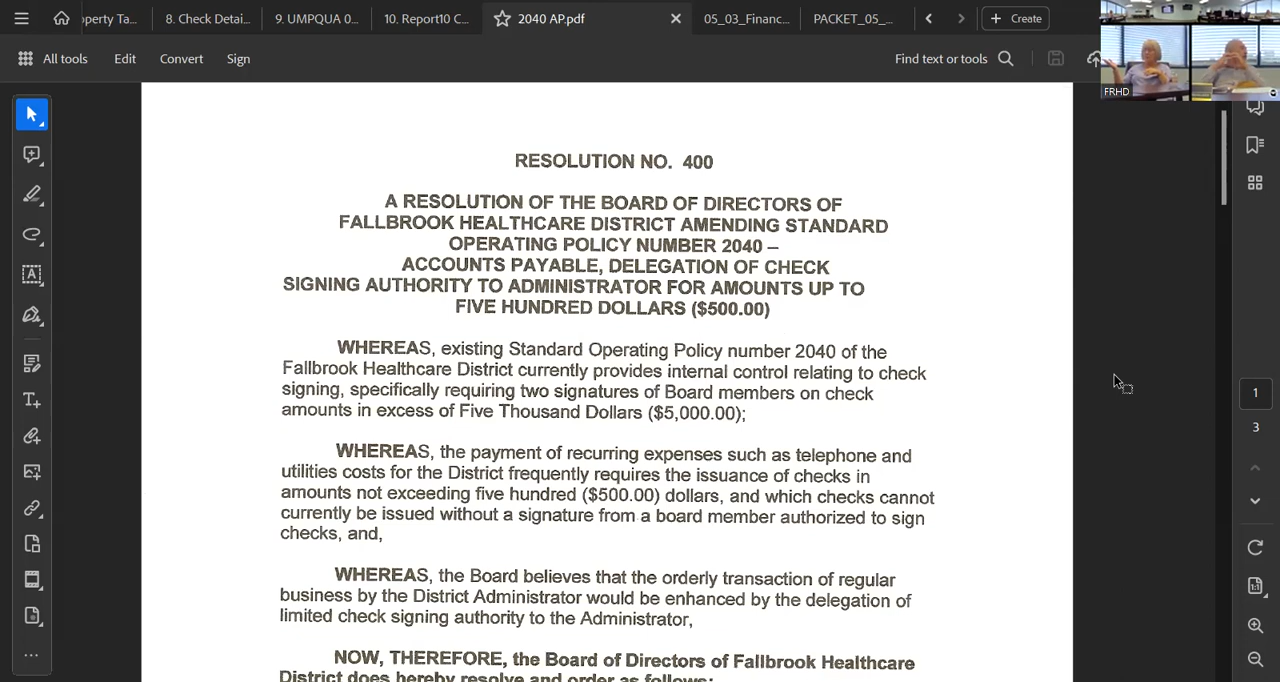 operty Ta...
8. Check Detai...
9. UMPQUA 0...
10. Report10 C...
2040 AP.pdf
05_03_Financ...
PACKET_05_...
Create
All tools
Edit
Convert
Sign
Find text or tools
FRHD
RESOLUTION NO. 400
A RESOLUTION OF THE BOARD OF DIRECTORS OF
FALLBROOK HEALTHCARE DISTRICT AMENDING STANDARD
OPERATING POLICY NUMBER 2040 –
ACCOUNTS PAYABLE, DELEGATION OF CHECK
SIGNING AUTHORITY TO ADMINISTRATOR FOR AMOUNTS UP TO
FIVE HUNDRED DOLLARS ($500.00)
WHEREAS, existing Standard Operating Policy number 2040 of the
Fallbrook Healthcare District currently provides internal control relating to check
signing, specifically requiring two signatures of Board members on check
amounts in excess of Five Thousand Dollars ($5,000.00);
WHEREAS, the payment of recurring expenses such as telephone and
utilities costs for the District frequently requires the issuance of checks in
amounts not exceeding five hundred ($500.00) dollars, and which checks cannot
currently be issued without a signature from a board member authorized to sign
checks, and,
WHEREAS, the Board believes that the orderly transaction of regular
business by the District Administrator would be enhanced by the delegation of
limited check signing authority to the Administrator,
NOW, THEREFORE, the Board of Directors of Fallbrook Healthcare
District does hereby resolve and order as follows:
1
3